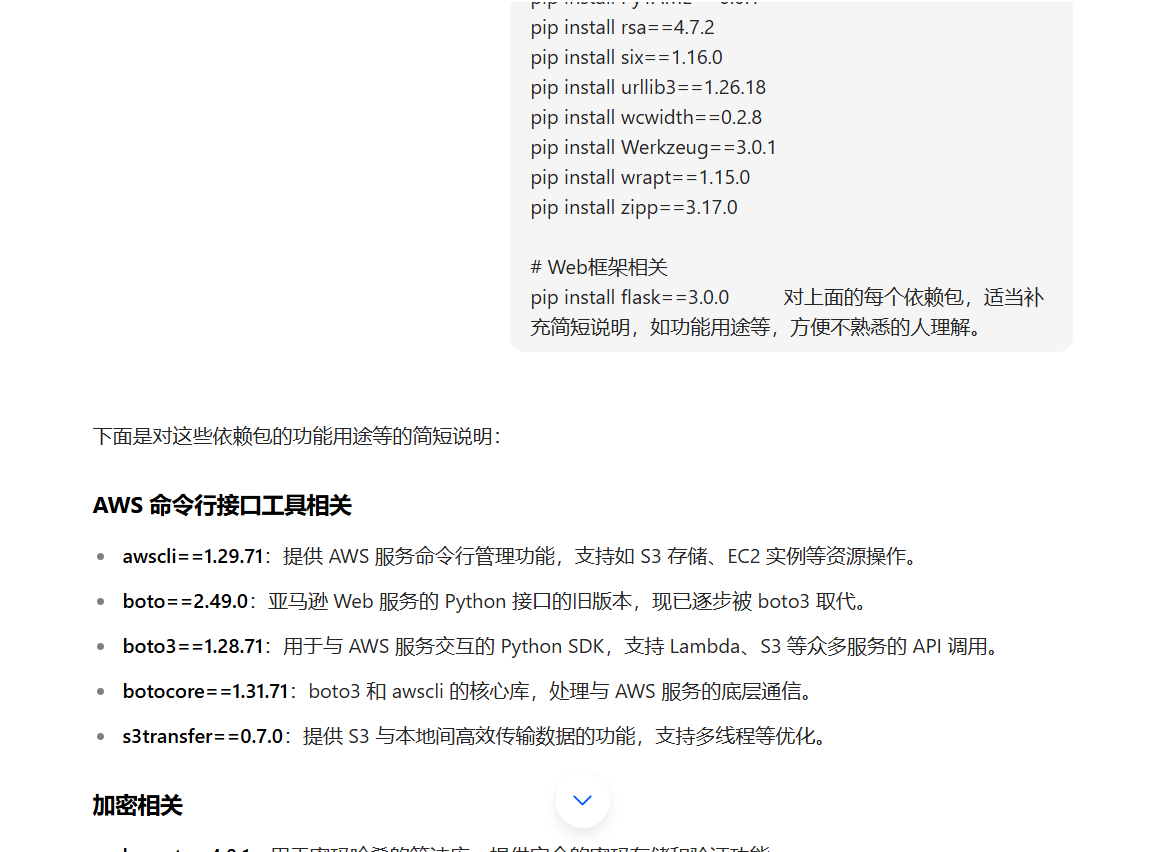 pip install rsa==4.7.2
pip install six==1.16.0
pip install urllib3==1.26.18
pip install wcwidth==0.2.8
pip install Werkzeug==3.0.1
pip install wrapt==1.15.0
pip install zipp==3.17.0
# Web框架相关
pip install flask==3.0.0 对上面的每个依赖包，适当补
充简短说明，如功能用途等，方便不熟悉的人理解。
下面是对这些依赖包的功能用途等的简短说明：
AWS 命令行接口工具相关
awscli==1.29.71：提供 AWS 服务命令行管理功能，支持如 S3 存储、EC2 实例等资源操作。
boto==2.49.0：亚马逊 Web 服务的 Python 接口的旧版本，现已逐步被 boto3 取代。
boto3==1.28.71：用于与 AWS 服务交互的 Python SDK，支持 Lambda、S3 等众多服务的 API 调用。
botocore==1.31.71：boto3 和 awscli 的核心库，处理与 AWS 服务的底层通信。
s3transfer==0.7.0：提供 S3 与本地间高效传输数据的功能，支持多线程等优化。
加密相关